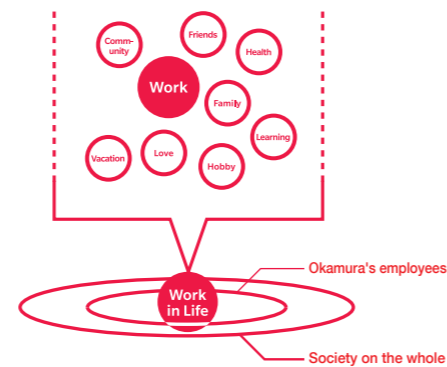 Friends
Comm-
unity
Health
Work
Family
Learning
Love
Vacation
Hobby
Okamura's employees
Work
in Life
Society on the whole